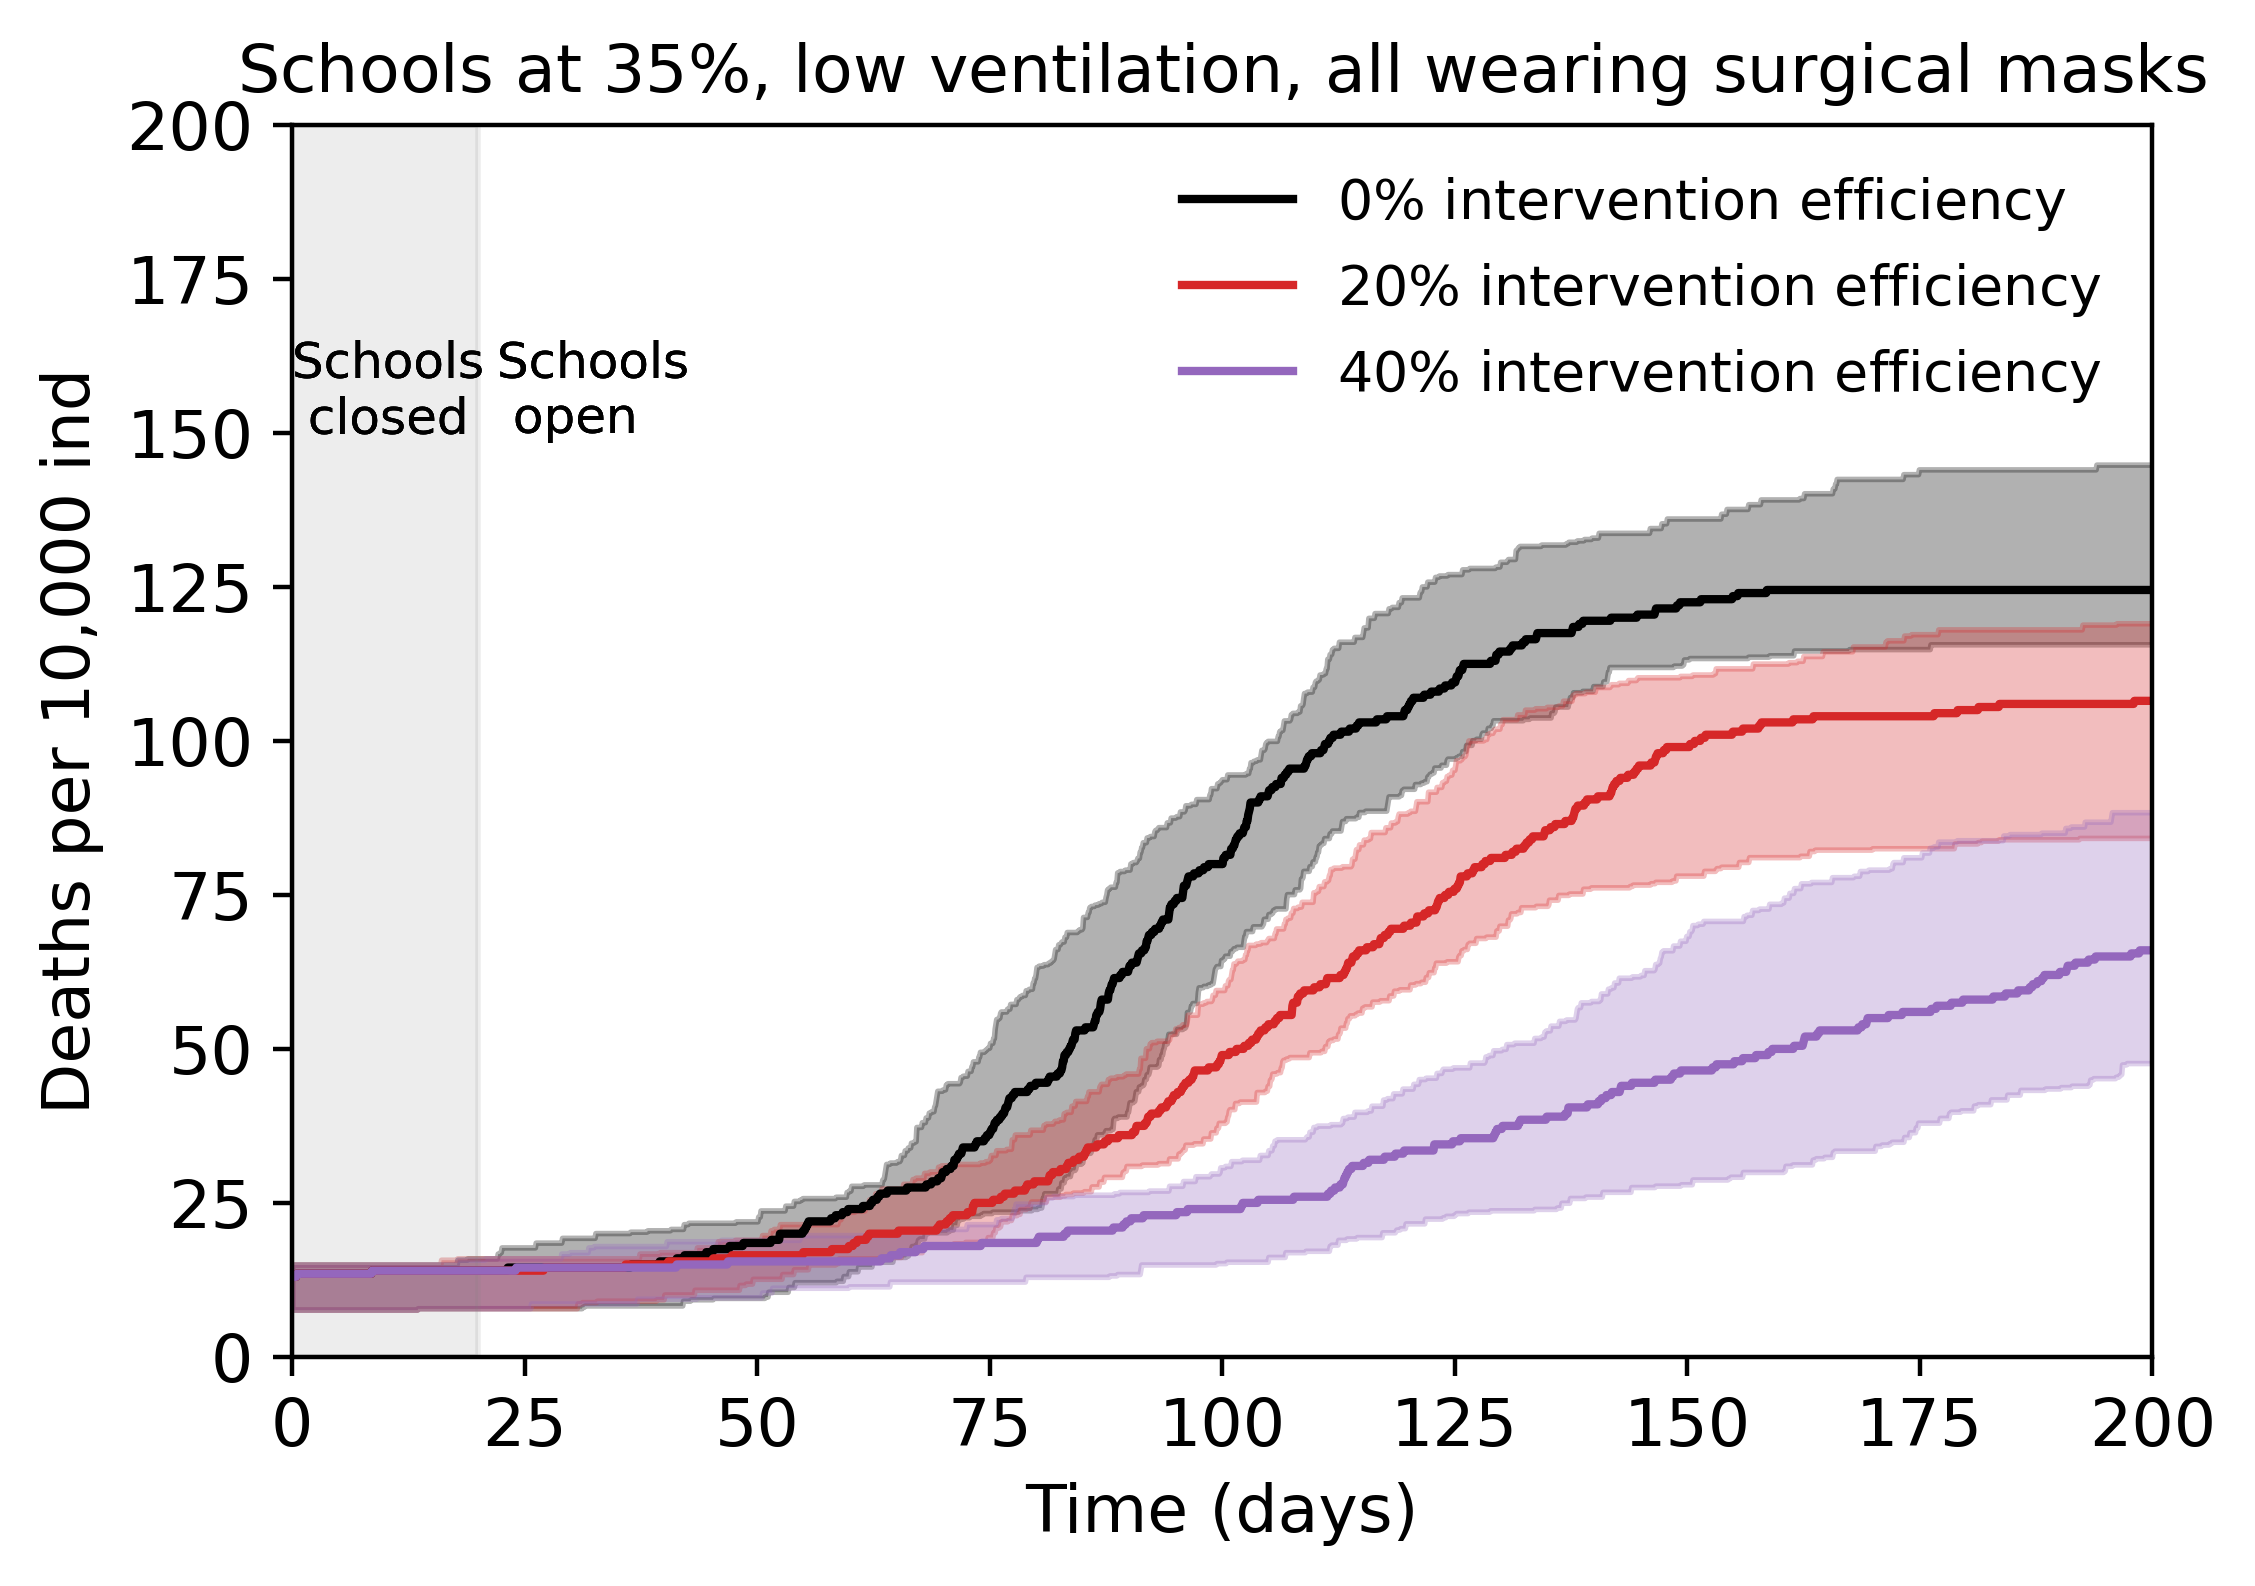 Schools at 35%, low ventilation, all wearing surgical masks
200
175
150
125
100
75
50
25
0
Deaths per 10,000 ind
Schools closed
Schools open
0% intervention efficiency
20% intervention efficiency
40% intervention efficiency
0 25 50 75 100 125 150 175 200
Time (days)